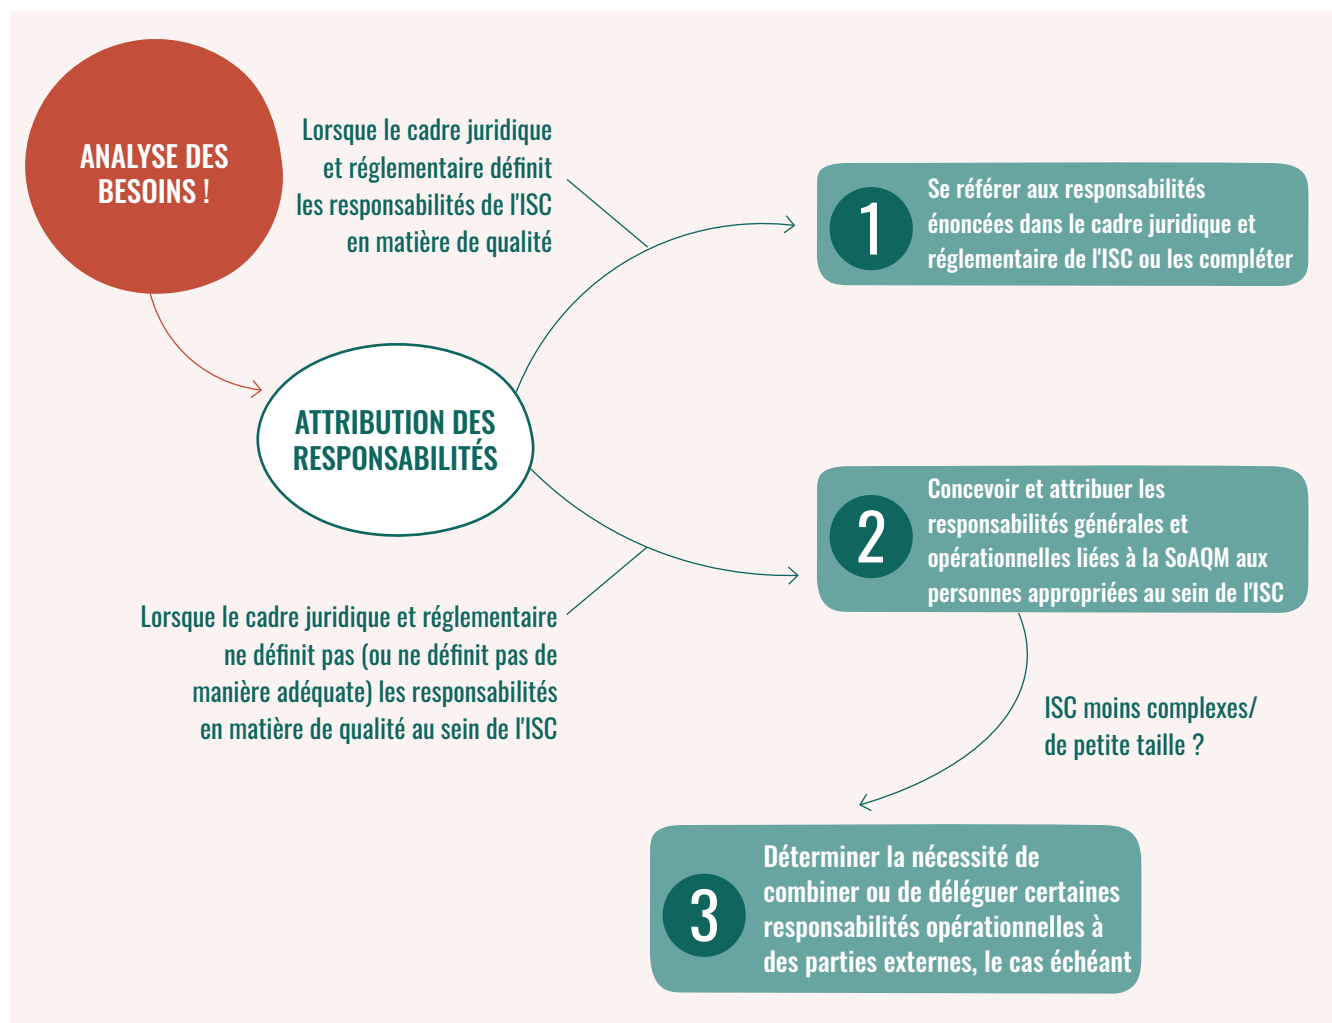 ANALYSE DES
BESOINS !
Lorsque le cadre juridique
et réglementaire définit
les responsabilités de l'ISC
en matière de qualité
1
Se référer aux responsabilités
énoncées dans le cadre juridique et
réglementaire de l'ISC ou les compléter
ATTRIBUTION DES
RESPONSABILITÉS
2
Concevoir et attribuer les
responsabilités générales et
opérationnelles liées à la SoAQM aux
personnes appropriées au sein de l'ISC
Lorsque le cadre juridique et réglementaire
ne définit pas (ou ne définit pas de
manière adéquate) les responsabilités
en matière de qualité au sein de l'ISC
ISC moins complexes/
de petite taille ?
3
Déterminer la nécessité de
combiner ou de déléguer certaines
responsabilités opérationnelles à
des parties externes, le cas échéant